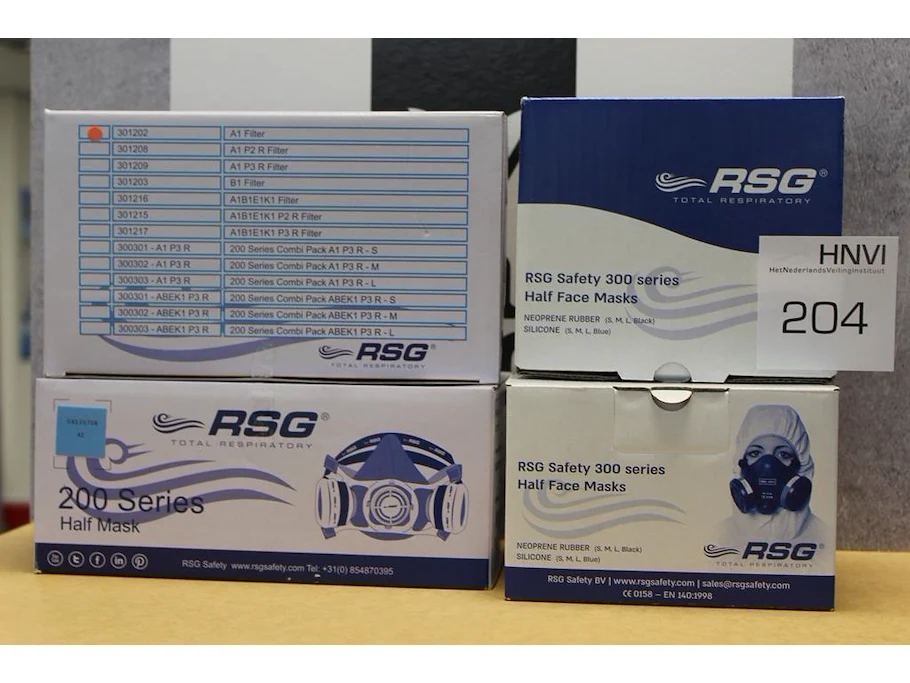 301202 A1 Filter
301208 A1 P2 R Filter
301209 A1 P3 R Filter
301203 B1 Filter
301216 A1B1E1K1 Filter
301215 A1B1E1K1 P2 R Filter
301217 A1B1E1K1 P3 R Filter
300301 - A1 P3 R 200 Series Combi Pack A1 P3 R - S
300302 - A1 P3 R 200 Series Combi Pack A1 P3 R - M
300303 - A1 P3 R 200 Series Combi Pack A1 P3 R - L
300301 - ABEK1 P3 R 200 Series Combi Pack ABEK1 P3 R - S
300302 - ABEK1 P3 R 200 Series Combi Pack ABEK1 P3 R - M
300303 - ABEK1 P3 R 200 Series Combi Pack ABEK1 P3 R - L
RSG®
TOTAL RESPIRATORY
RSG®
TOTAL RESPIRATORY
RSG Safety 300 series
Half Face Masks
NEOPRENE RUBBER (S, M, L, Black)
SILICONE (S, M, L, Blue)
HNVI
HetNederlandsVeilinginstituut
204
RSG®
TOTAL RESPIRATORY
200 Series
Half Mask
RSG Safety www.rsgsafety.com Tel: +31(0) 854870395
RSG Safety 300 series
Half Face Masks
NEOPRENE RUBBER (S, M, L, Black)
SILICONE (S, M, L, Blue)
RSG®
TOTAL RESPIRATORY
RSG Safety BV | www.rsgsafety.com | sales@rsgsafety.com
CE 0158 – EN 140:1998